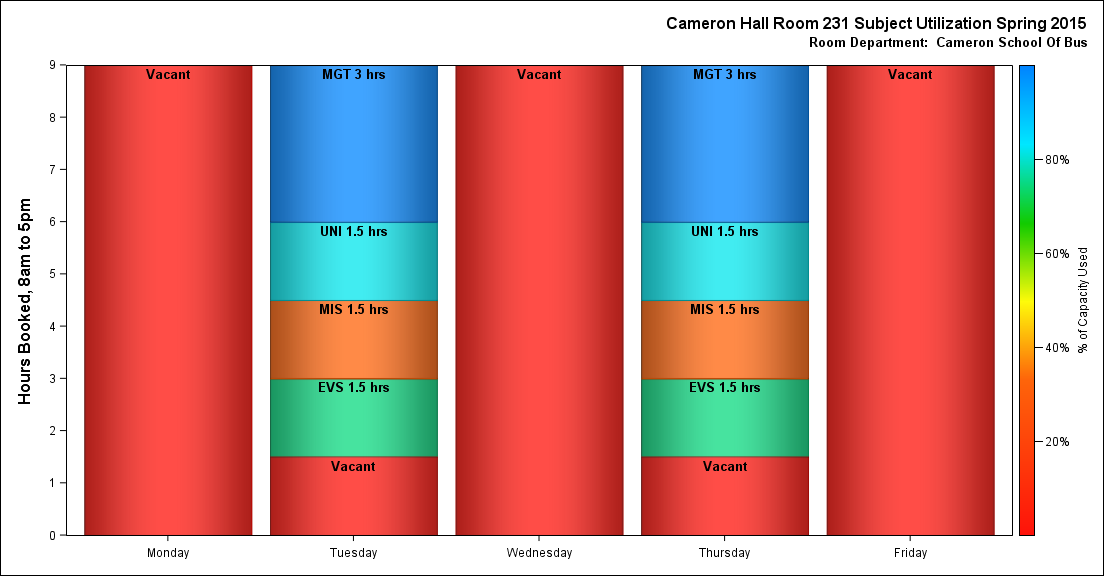 Cameron Hall Room 231 Subject Utilization Spring 2015
Room Department:  Cameron School Of Bus
Hours Booked, 8am to 5pm
9
8
7
6
5
4
3
2
1
0
Vacant
MGT 3 hrs
UNI 1.5 hrs
MIS 1.5 hrs
EVS 1.5 hrs
Vacant
Vacant
MGT 3 hrs
UNI 1.5 hrs
MIS 1.5 hrs
EVS 1.5 hrs
Vacant
Vacant
Monday
Tuesday
Wednesday
Thursday
Friday
80%
60%
40%
20%
% of Capacity Used